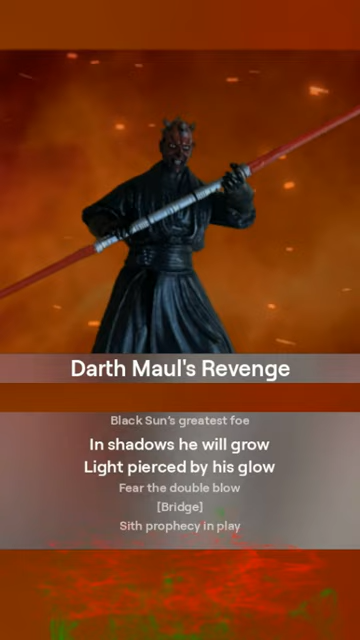 Darth Maul's Revenge
Black Sun's greatest foe
In shadows he will grow
Light pierced by his glow
Fear the double blow
[Bridge]
Sith prophecy in play